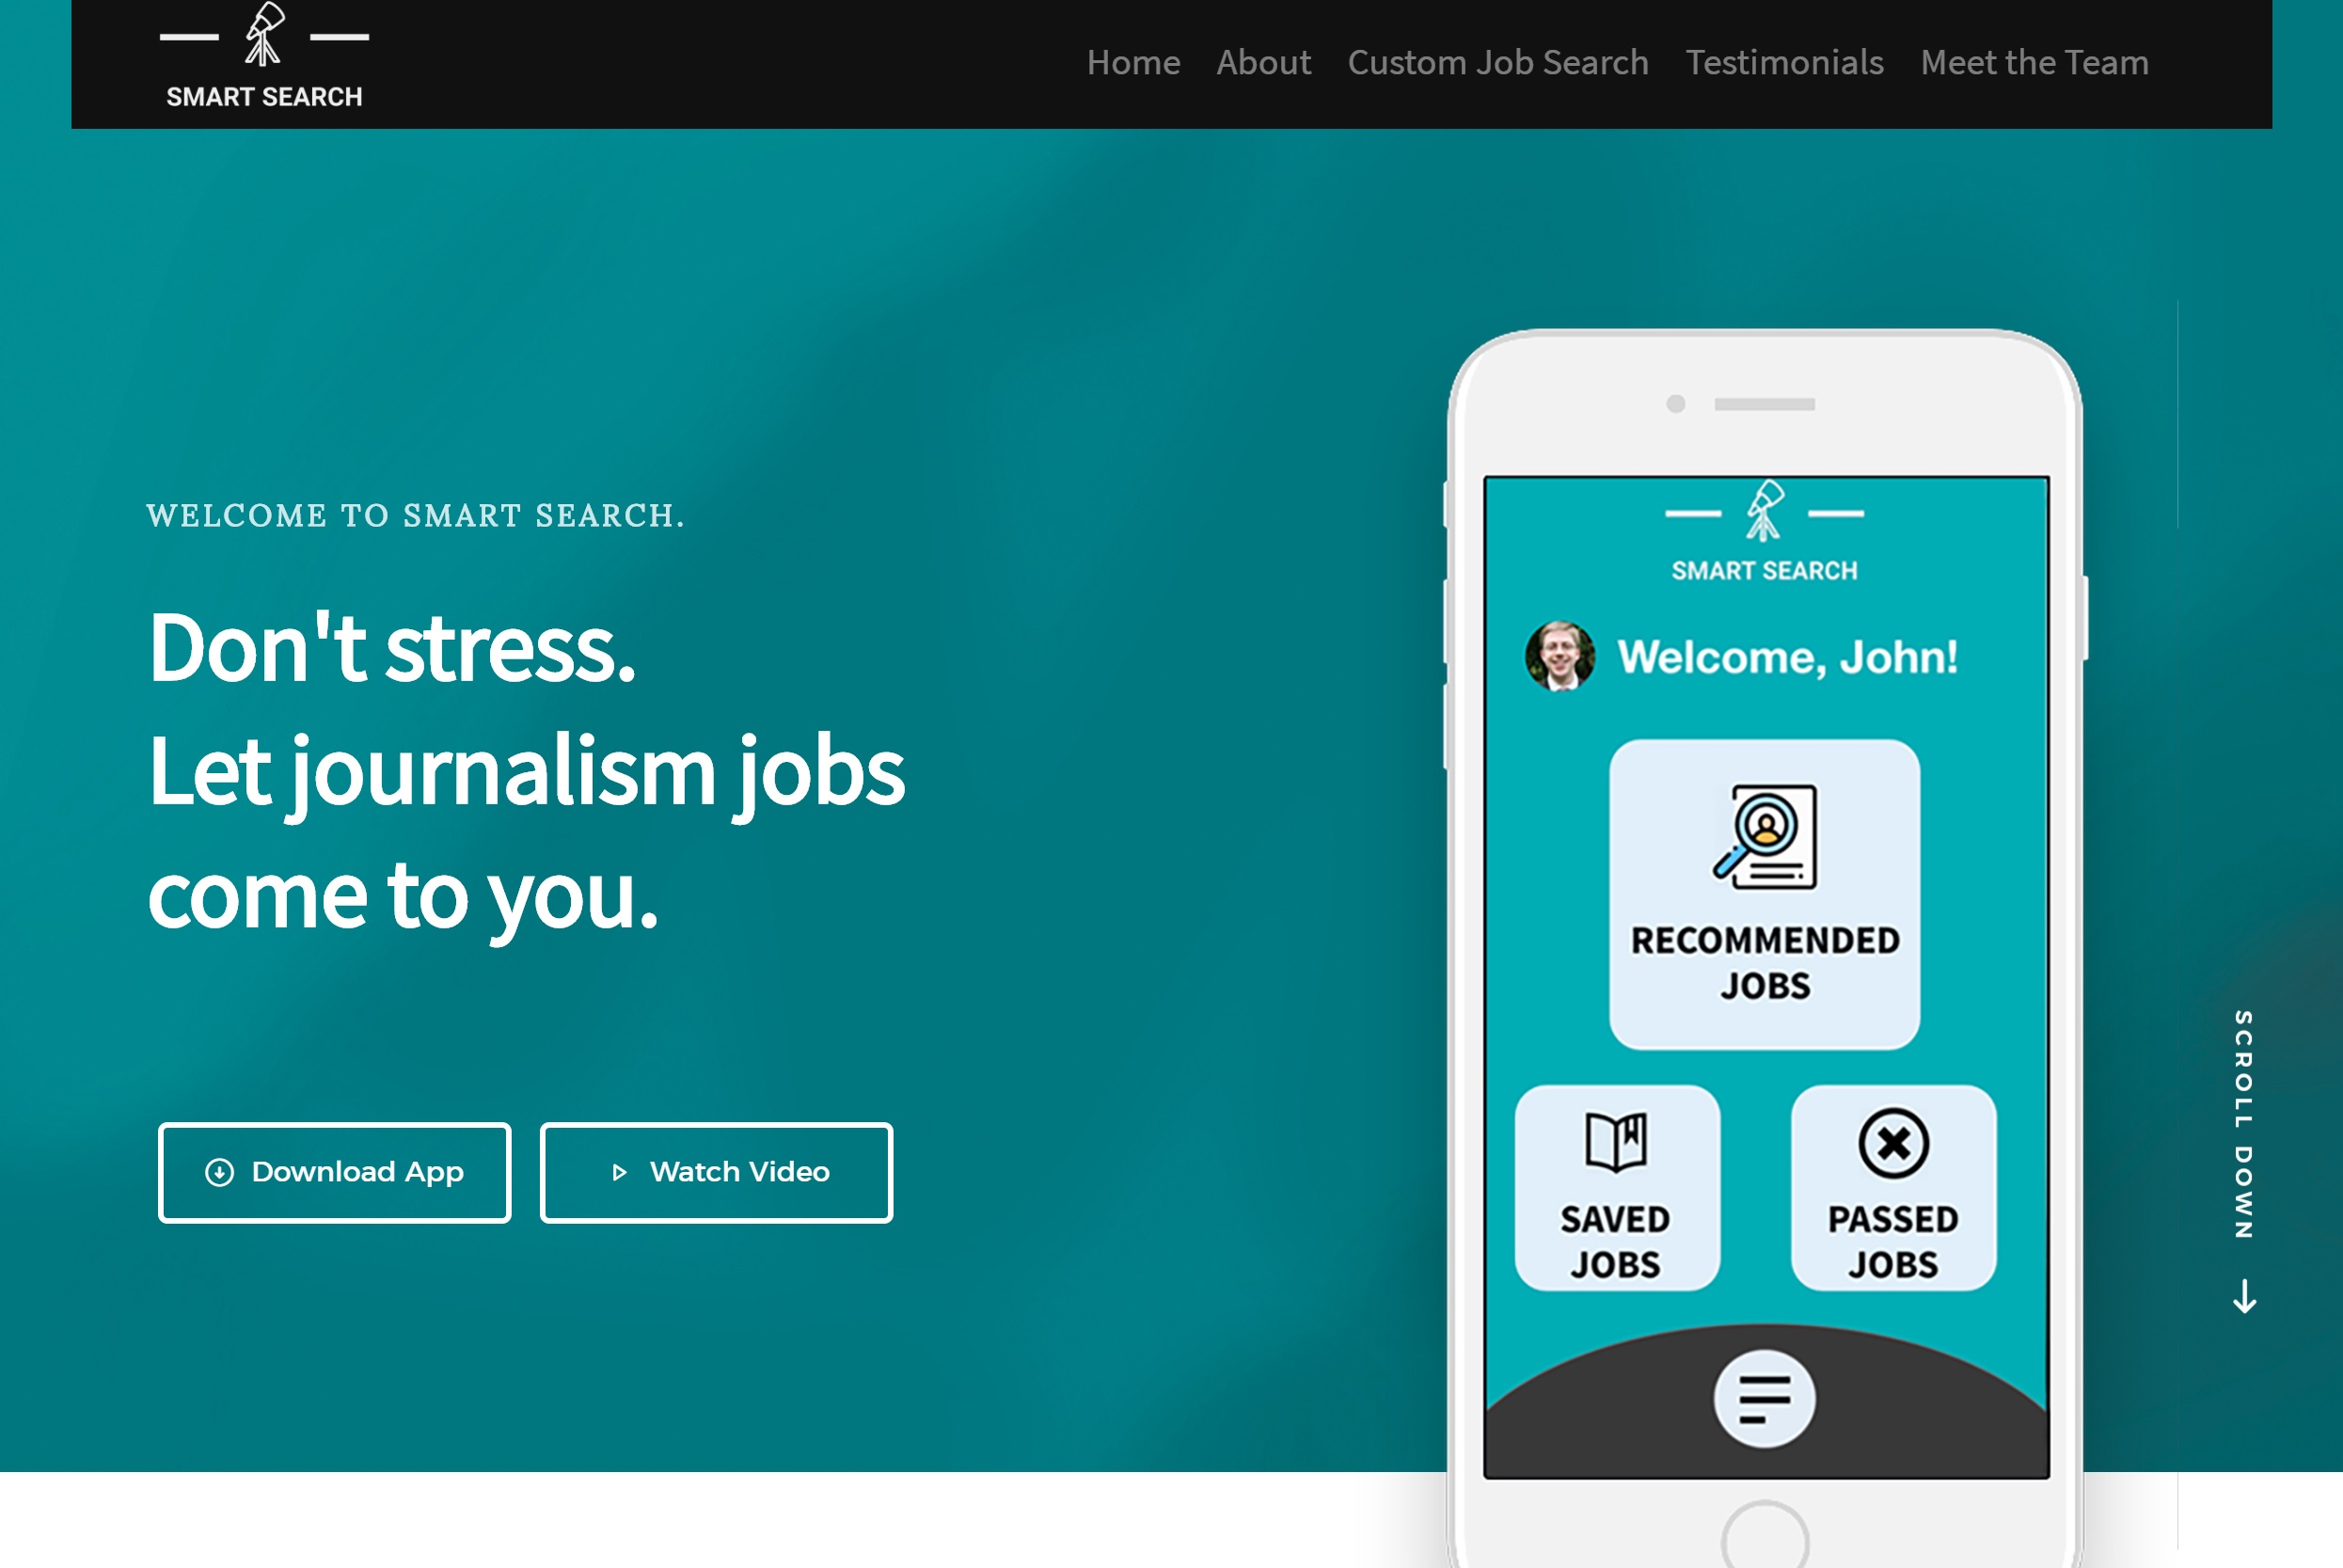 SMART SEARCH
Home About Custom Job Search Testimonials Meet the Team
WELCOME TO SMART SEARCH.
Don't stress.
Let journalism jobs
come to you.
Download App
Watch Video
SMART SEARCH
Welcome, John!
RECOMMENDED
JOBS
SAVED
JOBS
PASSED
JOBS
SCROLL DOWN